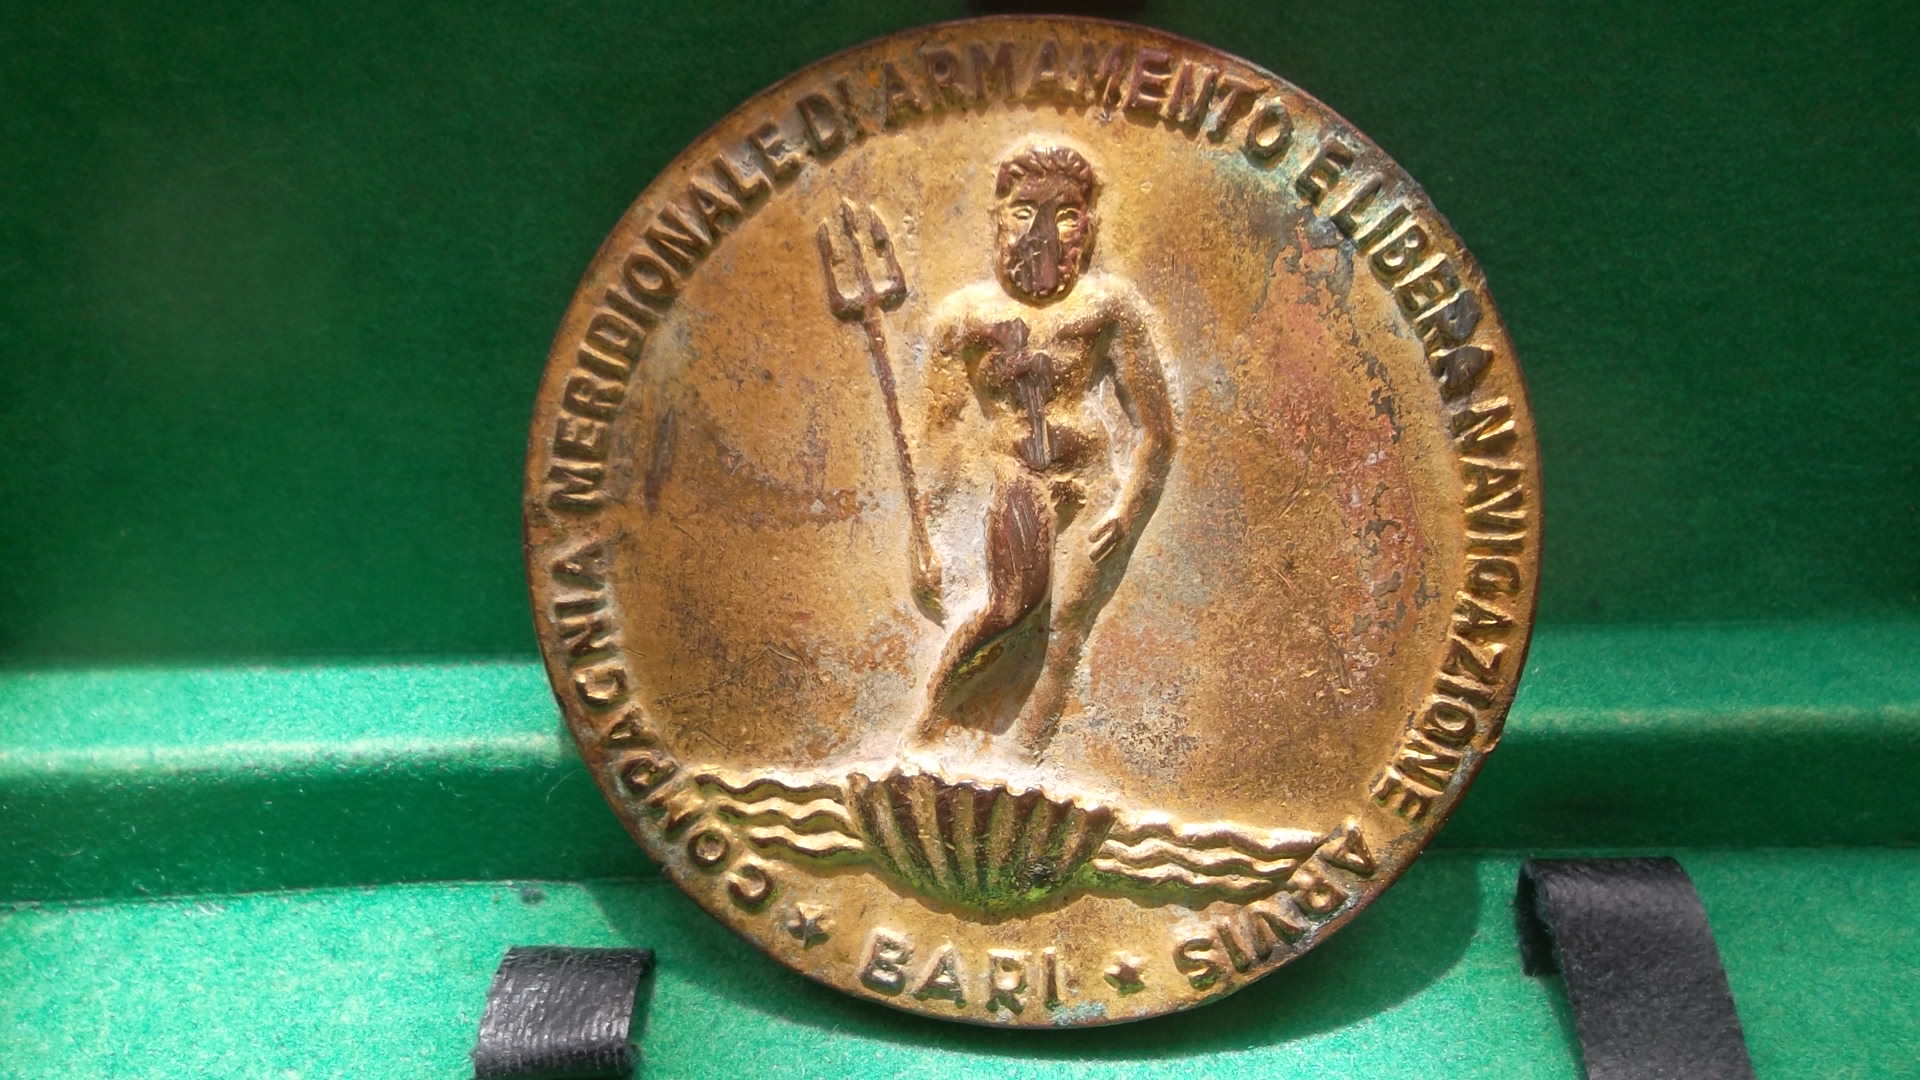 COMPAGNIA MERIDIONALE DI ARMAMENTO E LIBERA NAVIGAZIONE ARVIS
★ BARI ★